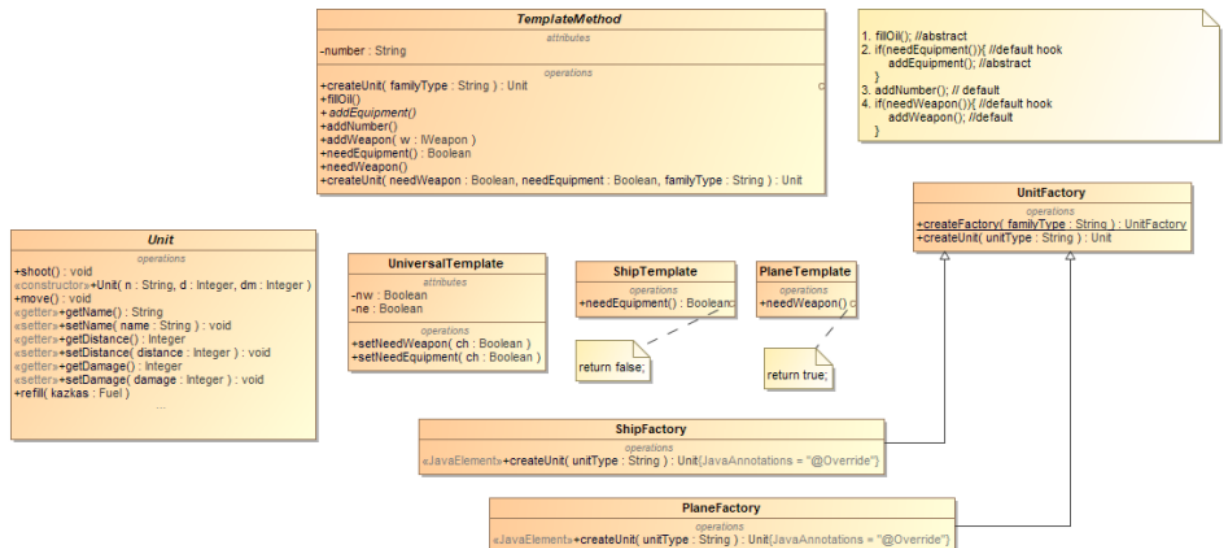 TemplateMethod
attributes
-number : String
operations
+createUnit( familyType : String ) : Unit
+fillOil()
+addEquipment()
+addNumber()
+addWeapon( w : IWeapon )
+needEquipment() : Boolean
+needWeapon()
+createUnit( needWeapon : Boolean, needEquipment : Boolean, familyType : String ) : Unit
1. fillOil(); //abstract
2. if(needEquipment()){ //default hook
addEquipment(); //abstract
}
3. addNumber(); // default
4. if(needWeapon()){ //default hook
addWeapon(); //default
}
UnitFactory
operations
+createFactory( familyType : String ) : UnitFactory
+createUnit( unitType : String ) : Unit
Unit
operations
+shoot() : void
«constructor»+Unit( n : String, d : Integer, dm : Integer )
+move() : void
«getter»+getName() : String
«setter»+setName( name : String ) : void
«getter»+getDistance() : Integer
«setter»+setDistance( distance : Integer ) : void
«getter»+getDamage() : Integer
«setter»+setDamage( damage : Integer ) : void
+refill( kazkas : Fuel )
...
UniversalTemplate
attributes
-nw : Boolean
-ne : Boolean
operations
+setNeedWeapon( ch : Boolean )
+setNeedEquipment( ch : Boolean )
ShipTemplate
operations
+needEquipment() : Boolean
return false;
PlaneTemplate
operations
+needWeapon()
return true;
ShipFactory
operations
«JavaElement»+createUnit( unitType : String ) : Unit{JavaAnnotations = "@Override"}
PlaneFactory
operations
«JavaElement»+createUnit( unitType : String ) : Unit{JavaAnnotations = "@Override"}